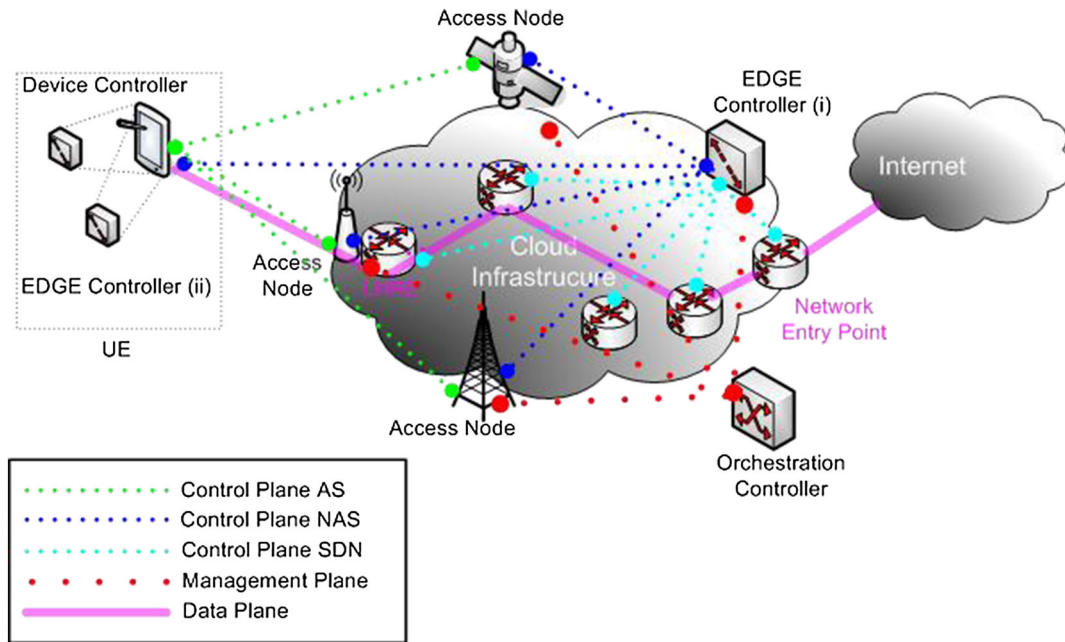 Access Node
Device Controller
EDGE
Controller (i)
Internet
Access
Node
LHRE
Cloud
Infrastrucure
EDGE Controller (ii)
UE
Network
Entry Point
Access Node
Orchestration
Controller
Control Plane AS
Control Plane NAS
Control Plane SDN
Management Plane
Data Plane